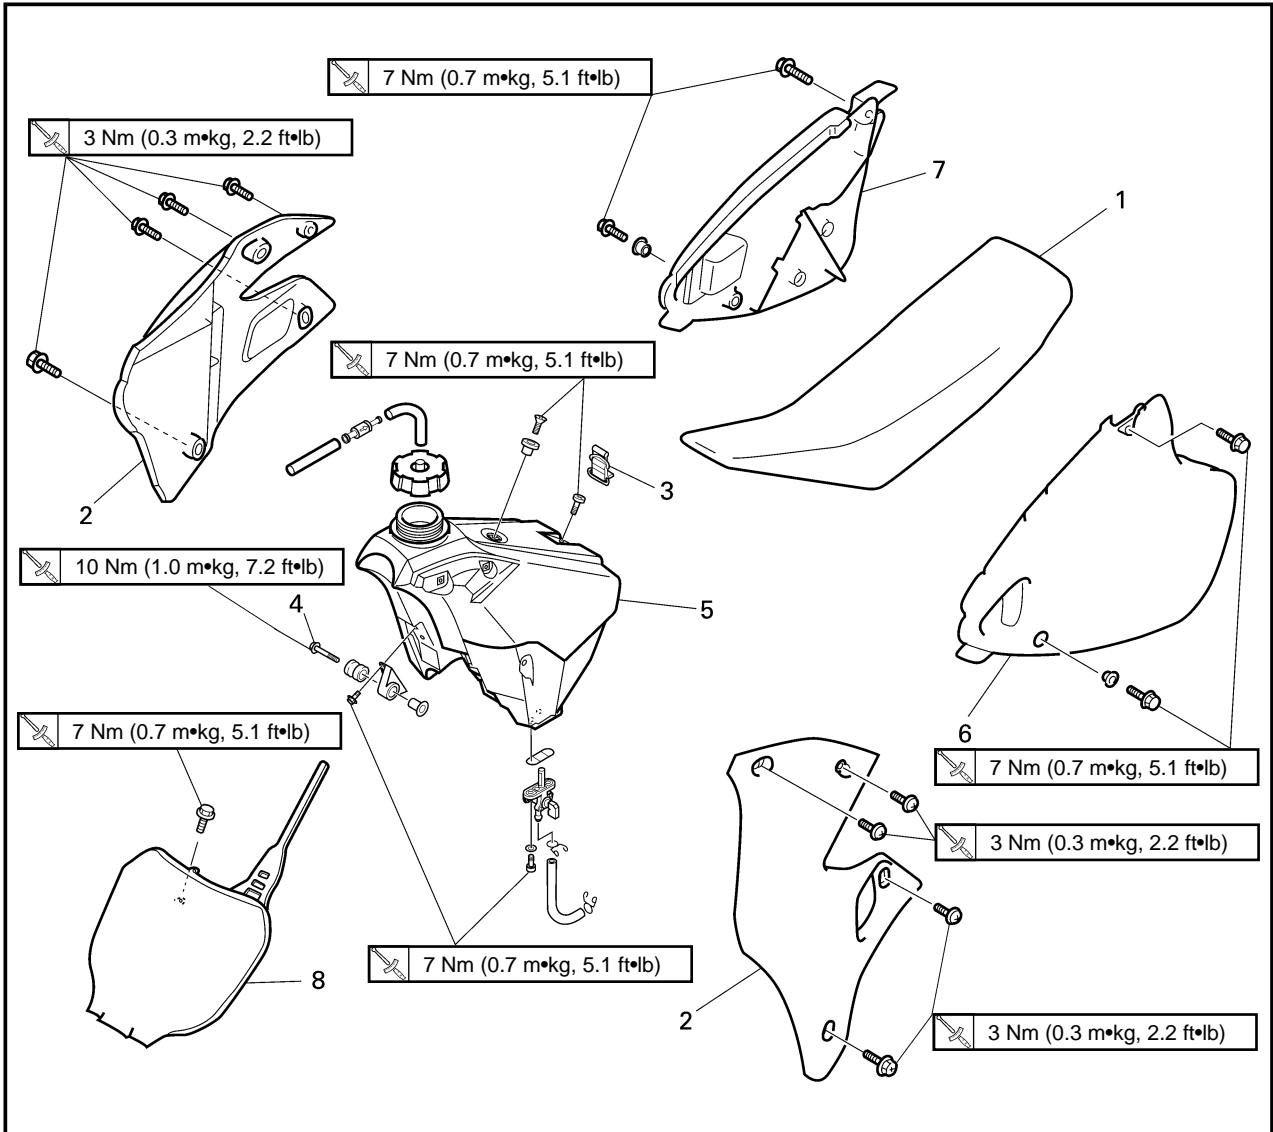 7 Nm (0.7 m•kg, 5.1 ft•lb)
3 Nm (0.3 m•kg, 2.2 ft•lb)
7
1
7 Nm (0.7 m•kg, 5.1 ft•lb)
3
2
10 Nm (1.0 m•kg, 7.2 ft•lb)
4
5
7 Nm (0.7 m•kg, 5.1 ft•lb)
6
7 Nm (0.7 m•kg, 5.1 ft•lb)
3 Nm (0.3 m•kg, 2.2 ft•lb)
7 Nm (0.7 m•kg, 5.1 ft•lb)
8
2
3 Nm (0.3 m•kg, 2.2 ft•lb)